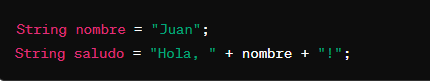 String nombre = "Juan";
String saludo = "Hola, " + nombre + "!";